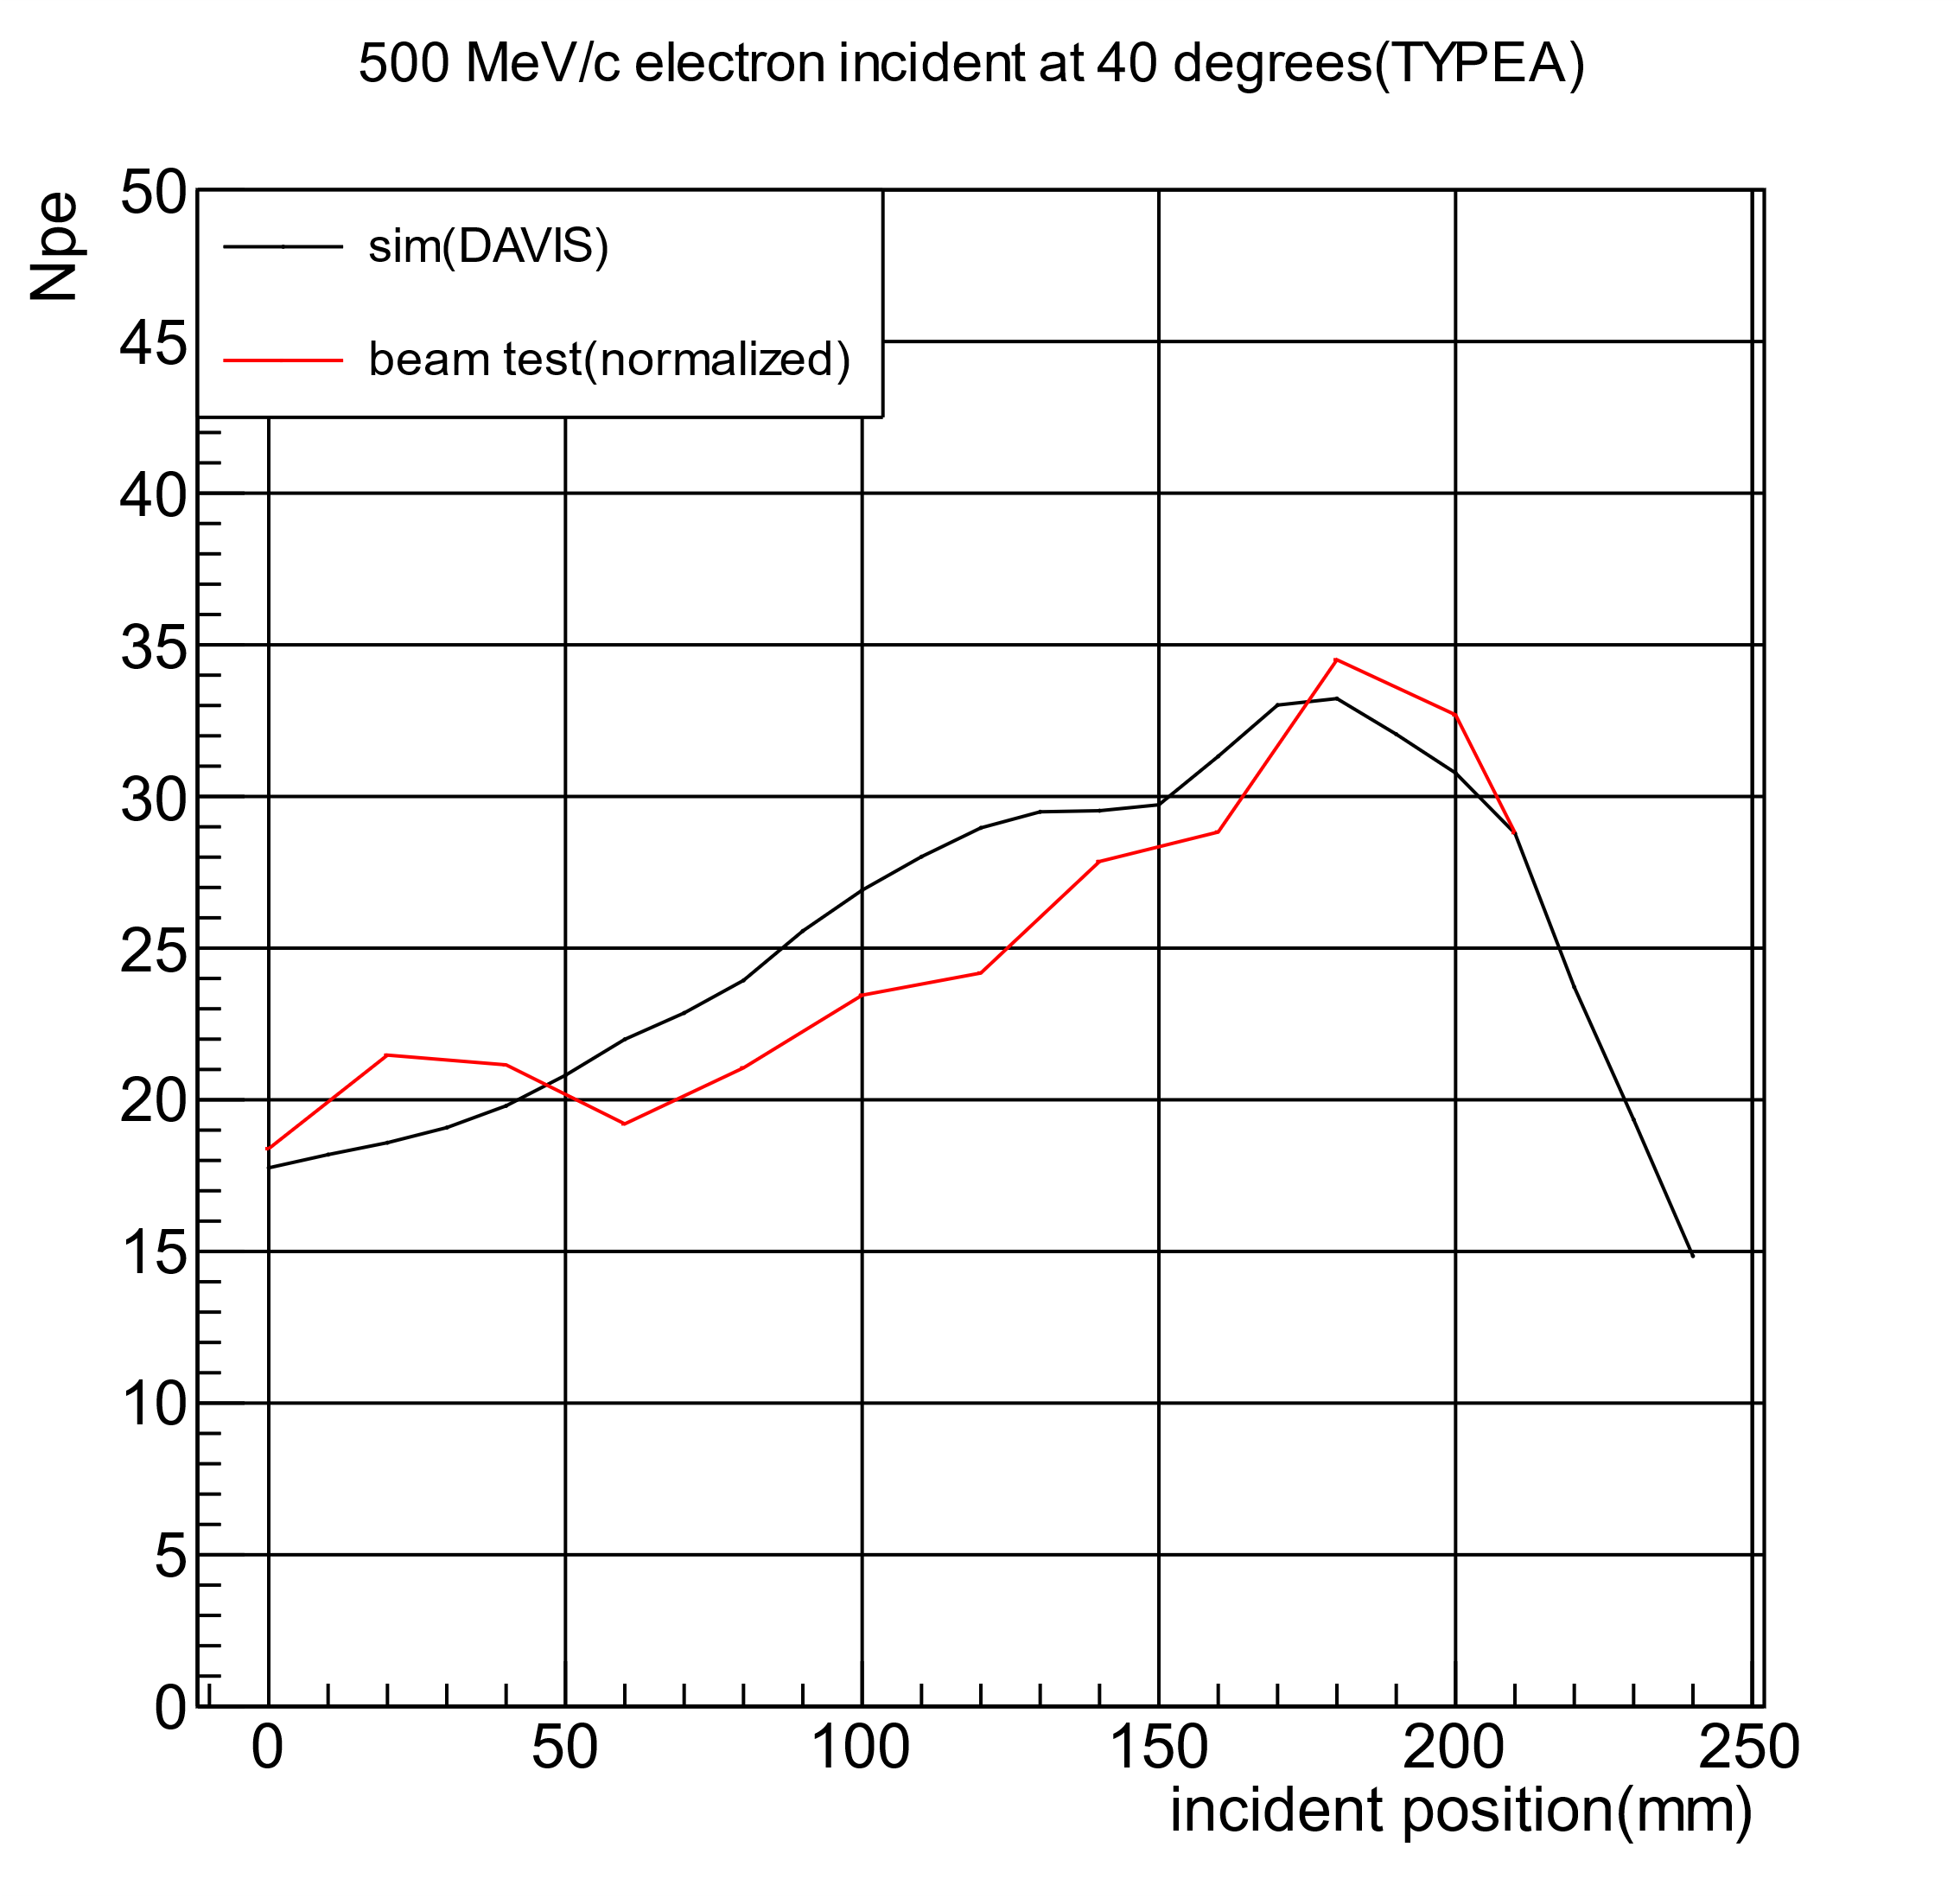 500 MeV/c electron incident at 40 degrees(TYPEA)
Npe
50
45
40
35
30
25
20
15
10
5
0
sim(DAVIS)
beam test(normalized)
0 50 100 150 200 250
incident position(mm)